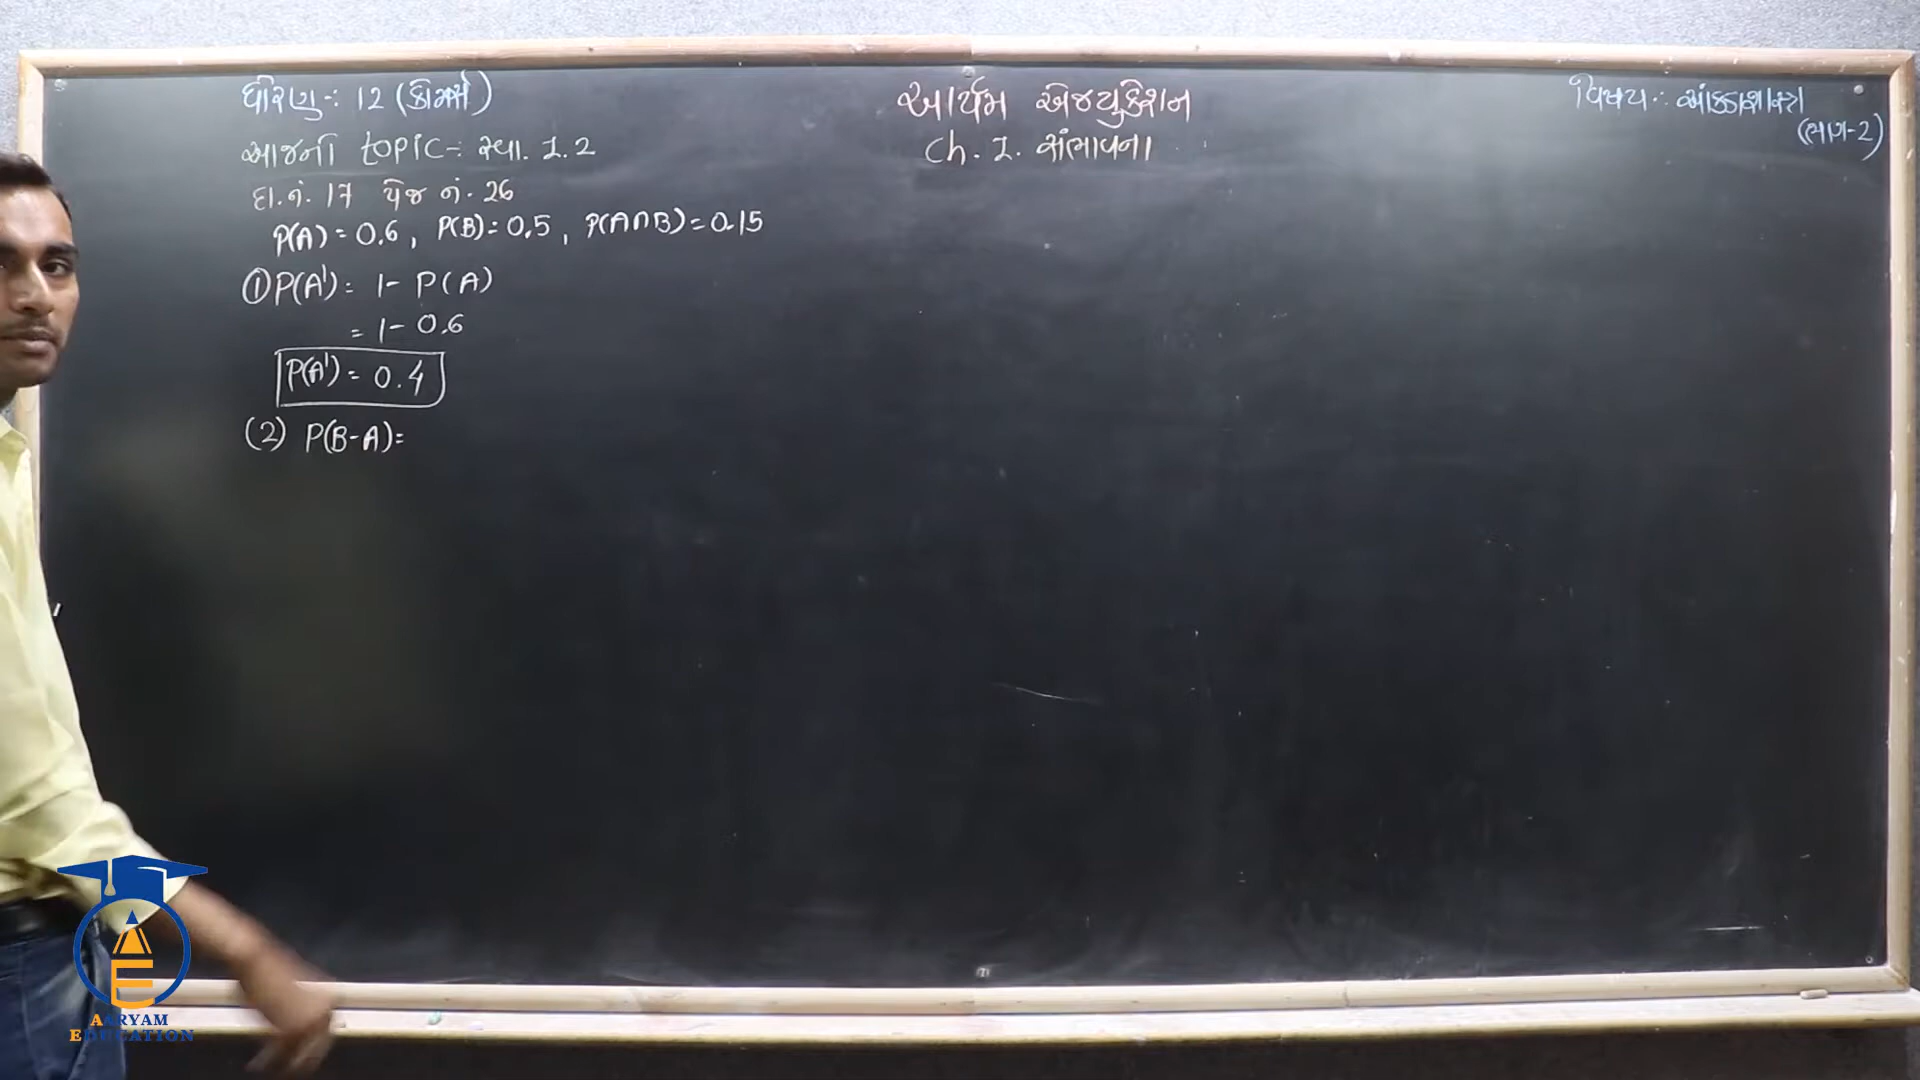 ધોરણ-: 12 (કોમર્સ)
આર્યમ એજ્યુકેશન
વિષય-: આંકડાશાસ્ત્ર
(ભાગ-2)
આજનો topic-: સ્વા. 1.2
Ch. 1. સંભાવના
દા.નં. 17 પેજ નં. 26
P(A) = 0.6, P(B) = 0.5, P(A∩B) = 0.15
① P(A') = 1 - P(A)
= 1 - 0.6
P(A') = 0.4
(2) P(B-A) =
AARYAM
EDUCATION